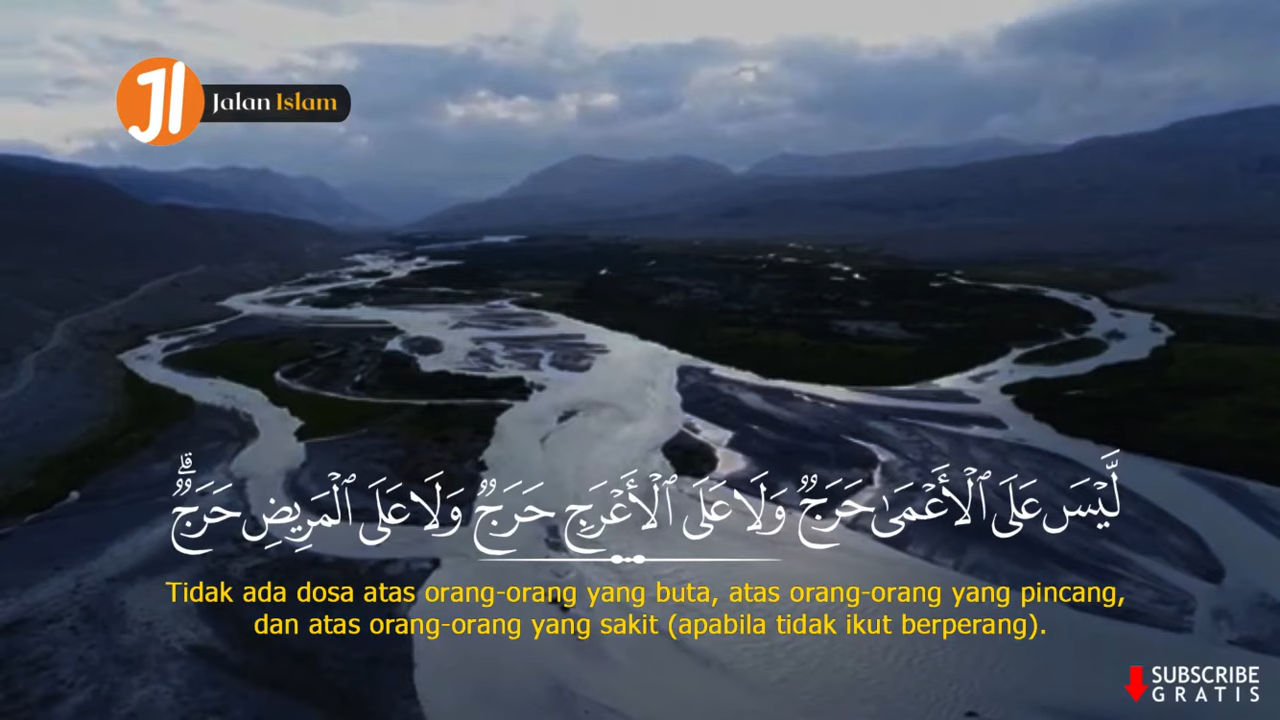 JI Jalan Islam
لَّيْسَ عَلَى ٱلْأَعْمَىٰ حَرَجٌۭ وَلَا عَلَى ٱلْأَعْرَجِ حَرَجٌۭ وَلَا عَلَى ٱلْمَرِيضِ حَرَجٌۭ ۗ
Tidak ada dosa atas orang-orang yang buta, atas orang-orang yang pincang,
dan atas orang-orang yang sakit (apabila tidak ikut berperang).
SUBSCRIBE
GRATIS